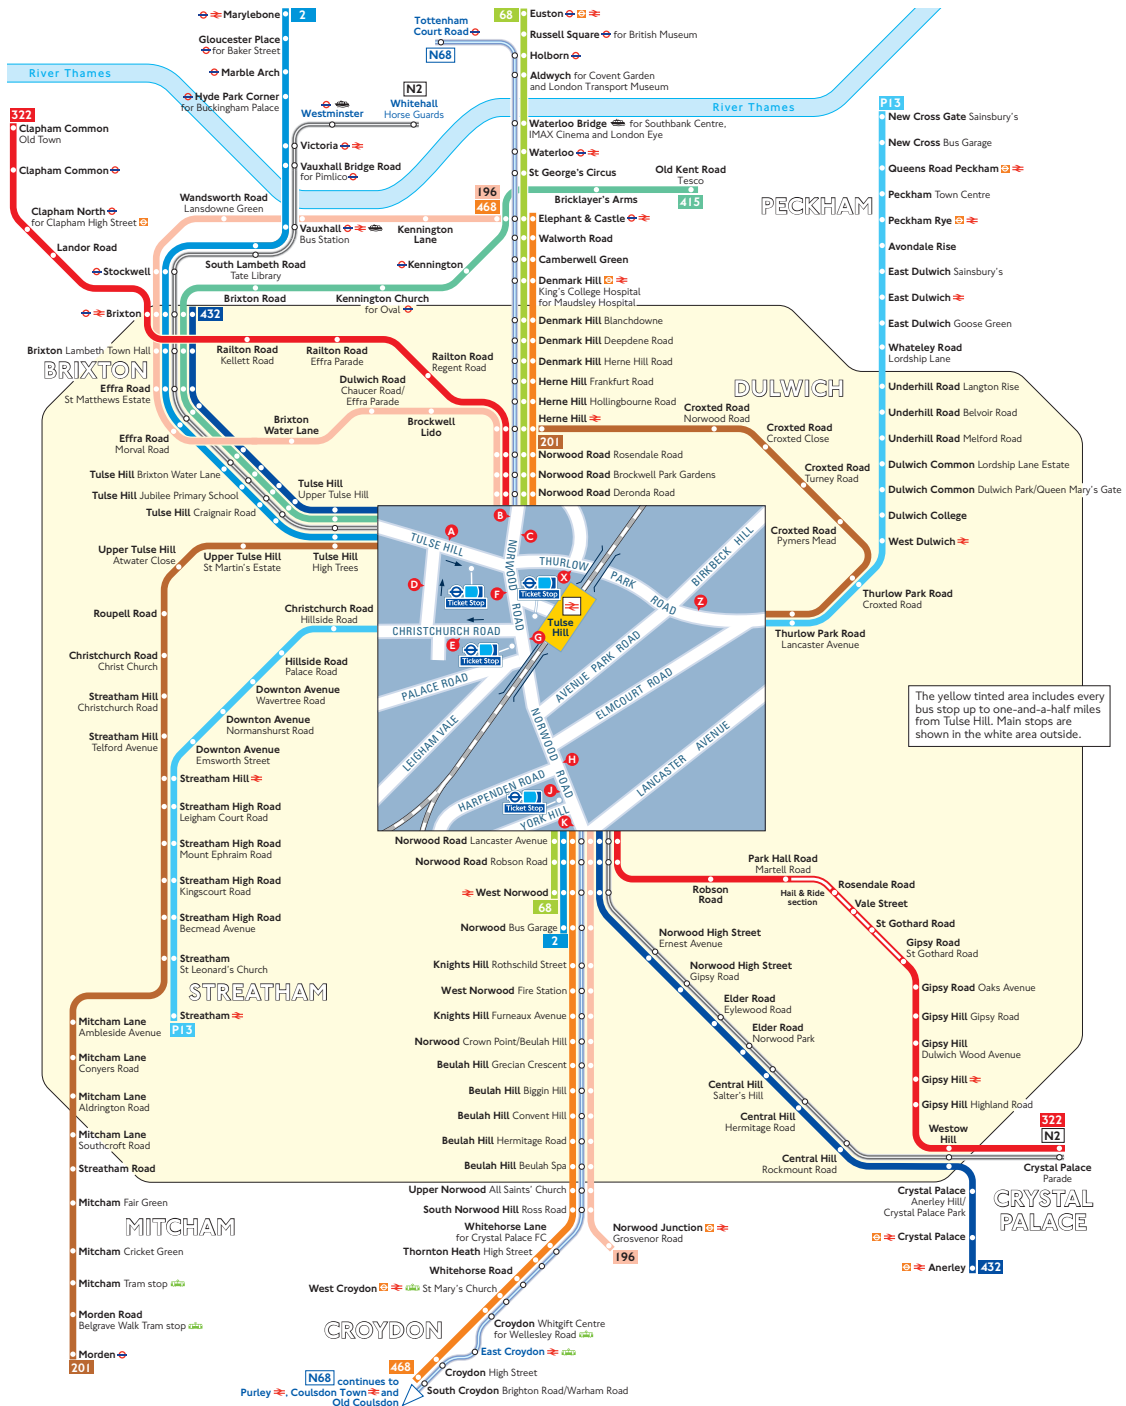 Marylebone
2
Gloucester Place
for Baker Street
Marble Arch
Hyde Park Corner
for Buckingham Palace
River Thames
Tottenham
Court Road
N68
N2
Whitehall
Horse Guards
Westminster
Victoria
Vauxhall Bridge Road
for Pimlico
Vauxhall
Bus Station
68
Euston
Russell Square for British Museum
Holborn
Aldwych for Covent Garden
and London Transport Museum
River Thames
Waterloo Bridge for Southbank Centre,
IMAX Cinema and London Eye
Waterloo
St George's Circus
Old Kent Road
Tesco
415
Bricklayer's Arms
196
468
Elephant & Castle
Walworth Road
Camberwell Green
Denmark Hill
King's College Hospital
for Maudsley Hospital
Denmark Hill Blanchdowne
Denmark Hill Deepdene Road
Denmark Hill Herne Hill Road
Herne Hill Frankfurt Road
Herne Hill Hollingbourne Road
Herne Hill
201
Norwood Road Rosendale Road
Norwood Road Brockwell Park Gardens
Norwood Road Deronda Road
322
Clapham Common
Old Town
Clapham Common
Clapham North
for Clapham High Street
Landor Road
Stockwell
Brixton
Wandsworth Road
Lansdowne Green
Kennington
Lane
South Lambeth Road
Tate Library
Kennington
Brixton Road
Kennington Church
for Oval
432
Brixton Lambeth Town Hall
BRIXTON
Effra Road
St Matthews Estate
Railton Road
Kellett Road
Railton Road
Effra Parade
Railton Road
Regent Road
Dulwich Road
Chaucer Road/
Effra Parade
Brixton
Water Lane
Brockwell
Lido
Effra Road
Morval Road
Tulse Hill Brixton Water Lane
Tulse Hill Jubilee Primary School
Tulse Hill Craignair Road
Tulse Hill
Upper Tulse Hill
Upper Tulse Hill
Atwater Close
Upper Tulse Hill
St Martin's Estate
Tulse Hill
High Trees
Roupell Road
Christchurch Road
Christ Church
Streatham Hill
Christchurch Road
Streatham Hill
Telford Avenue
Christchurch Road
Hillside Road
Hillside Road
Palace Road
Downton Avenue
Wavertree Road
Downton Avenue
Normanshurst Road
Downton Avenue
Emsworth Street
Streatham Hill
Streatham High Road
Leigham Court Road
Streatham High Road
Mount Ephraim Road
Streatham High Road
Kingscourt Road
Streatham High Road
Becmead Avenue
Streatham
St Leonard's Church
STREATHAM
Streatham
P13
Mitcham Lane
Ambleside Avenue
Mitcham Lane
Conyers Road
Mitcham Lane
Aldrington Road
Mitcham Lane
Southcroft Road
Streatham Road
Mitcham Fair Green
MITCHAM
Mitcham Cricket Green
Mitcham Tram stop
Morden Road
Belgrave Walk Tram stop
Morden
201
P13
New Cross Gate Sainsbury's
New Cross Bus Garage
Queens Road Peckham
Peckham Town Centre
PECKHAM
Peckham Rye
Avondale Rise
East Dulwich Sainsbury's
East Dulwich
East Dulwich Goose Green
Whateley Road
Lordship Lane
DULWICH
Underhill Road Langton Rise
Underhill Road Belvoir Road
Underhill Road Melford Road
Dulwich Common Lordship Lane Estate
Dulwich Common Dulwich Park/Queen Mary's Gate
Dulwich College
West Dulwich
Croxted Road
Norwood Road
Croxted Road
Croxted Close
Croxted Road
Turney Road
Croxted Road
Pymers Mead
Thurlow Park Road
Croxted Road
Thurlow Park Road
Lancaster Avenue
The yellow tinted area includes every
bus stop up to one-and-a-half miles
from Tulse Hill. Main stops are
shown in the white area outside.
A
B
C
D
E
F
G
H
J
K
X
Z
TULSE HILL
NORWOOD ROAD
THURLOW PARK ROAD
BIRKBECK HILL
Ticket Stop
Ticket Stop
Ticket Stop
Ticket Stop
Tulse
Hill
CHRISTCHURCH ROAD
PALACE ROAD
LEIGHAM VALE
AVENUE PARK ROAD
ELMCOURT ROAD
LANCASTER AVENUE
NORWOOD ROAD
HARPENDEN ROAD
YORK HILL
Norwood Road Lancaster Avenue
Norwood Road Robson Road
West Norwood
68
Norwood Bus Garage
2
Knights Hill Rothschild Street
West Norwood Fire Station
Knights Hill Furneaux Avenue
Norwood Crown Point/Beulah Hill
Beulah Hill Grecian Crescent
Beulah Hill Biggin Hill
Beulah Hill Convent Hill
Beulah Hill Hermitage Road
Beulah Hill Beulah Spa
Upper Norwood All Saints' Church
South Norwood Hill Ross Road
Whitehorse Lane
for Crystal Palace FC
Thornton Heath High Street
Whitehorse Road
West Croydon St Mary's Church
CROYDON
Norwood Junction
Grosvenor Road
196
Croydon Whitgift Centre
for Wellesley Road
East Croydon
Croydon High Street
South Croydon Brighton Road/Warham Road
468
N68 continues to
Purley, Coulsdon Town and
Old Coulsdon
Park Hall Road
Martell Road
Robson
Road
Hail & Ride
section
Rosendale Road
Vale Street
St Gothard Road
Gipsy Road
St Gothard Road
Gipsy Road Oaks Avenue
Gipsy Hill Gipsy Road
Gipsy Hill
Dulwich Wood Avenue
Gipsy Hill
Gipsy Hill Highland Road
Norwood High Street
Ernest Avenue
Norwood High Street
Gipsy Road
Elder Road
Eylewood Road
Elder Road
Norwood Park
Central Hill
Salter's Hill
Central Hill
Hermitage Road
Central Hill
Rockmount Road
Westow
Hill
322
N2
Crystal Palace
Parade
CRYSTAL
PALACE
Crystal Palace
Anerley Hill/
Crystal Palace Park
Crystal Palace
Anerley
432